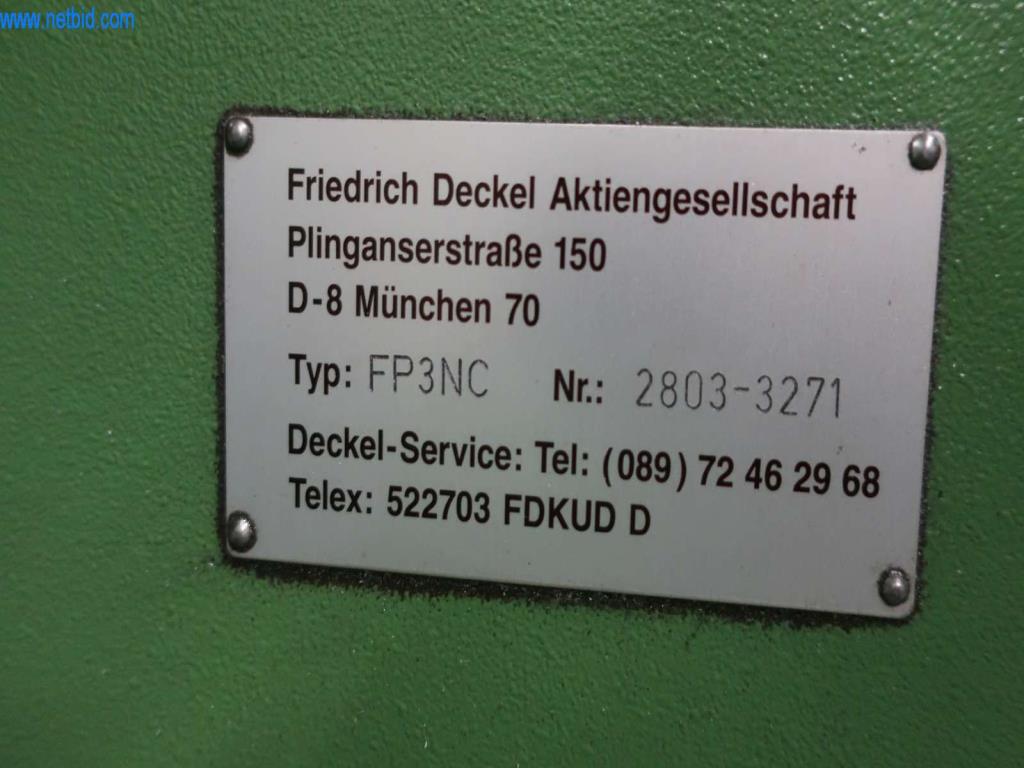 www.netbid.com
Friedrich Deckel Aktiengesellschaft
Plinganserstraße 150
D-8 München 70
Typ: FP3NC Nr.: 2803-3271
Deckel-Service: Tel: (089) 72 46 29 68
Telex: 522703 FDKUD D